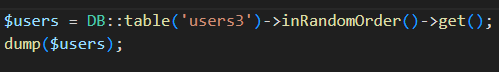 $users = DB::table('users3')->inRandomOrder()->get();
dump($users);